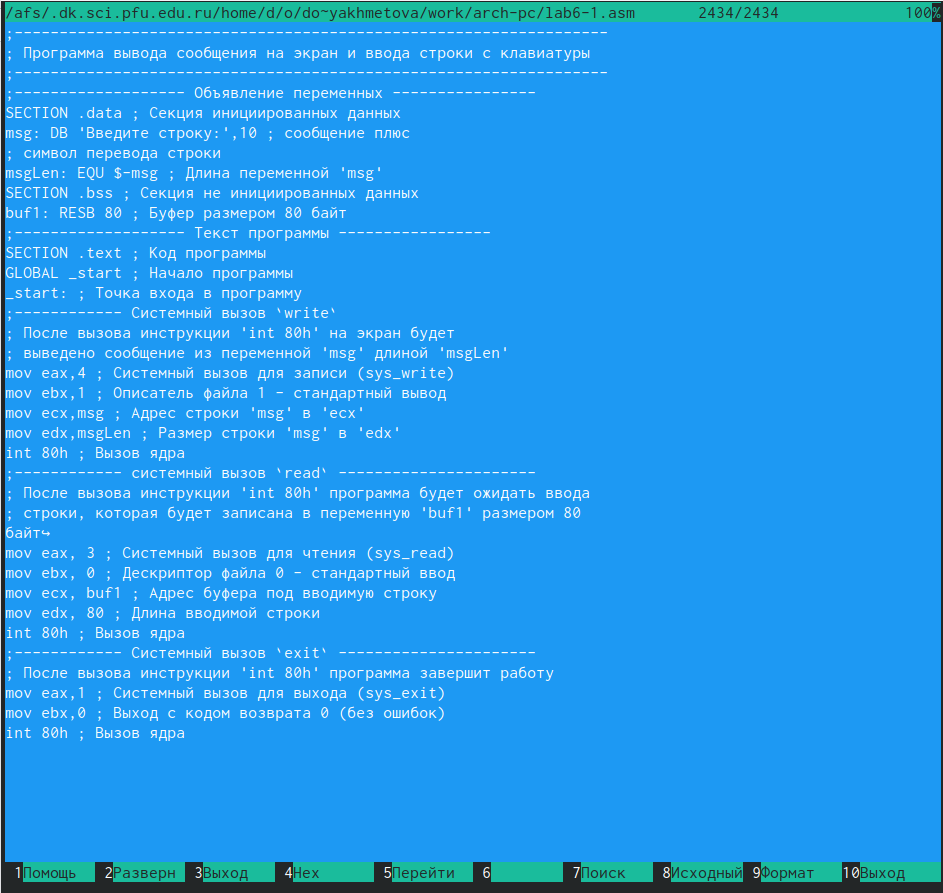 /afs/.dk.sci.pfu.edu.ru/home/d/o/do~yakhmetova/work/arch-pc/lab6-1.asm 2434/2434 100%
;------------------------------------------------------------------
; Программа вывода сообщения на экран и ввода строки с клавиатуры
;------------------------------------------------------------------
;------------------- Объявление переменных ----------------
SECTION .data ; Секция инициированных данных
msg: DB 'Введите строку:',10 ; сообщение плюс
; символ перевода строки
msgLen: EQU $-msg ; Длина переменной 'msg'
SECTION .bss ; Секция не инициированных данных
buf1: RESB 80 ; Буфер размером 80 байт
;------------------- Текст программы -----------------
SECTION .text ; Код программы
GLOBAL _start ; Начало программы
_start: ; Точка входа в программу
;------------ Системный вызов `write`
; После вызова инструкции 'int 80h' на экран будет
; выведено сообщение из переменной 'msg' длиной 'msgLen'
mov eax,4 ; Системный вызов для записи (sys_write)
mov ebx,1 ; Описатель файла 1 - стандартный вывод
mov ecx,msg ; Адрес строки 'msg' в 'ecx'
mov edx,msgLen ; Размер строки 'msg' в 'edx'
int 80h ; Вызов ядра
;------------ системный вызов `read` ----------------------
; После вызова инструкции 'int 80h' программа будет ожидать ввода
; строки, которая будет записана в переменную 'buf1' размером 80
байт↪
mov eax, 3 ; Системный вызов для чтения (sys_read)
mov ebx, 0 ; Дескриптор файла 0 - стандартный ввод
mov ecx, buf1 ; Адрес буфера под вводимую строку
mov edx, 80 ; Длина вводимой строки
int 80h ; Вызов ядра
;------------ Системный вызов `exit` ----------------------
; После вызова инструкции 'int 80h' программа завершит работу
mov eax,1 ; Системный вызов для выхода (sys_exit)
mov ebx,0 ; Выход с кодом возврата 0 (без ошибок)
int 80h ; Вызов ядра
1Помощь 2Разверн 3Выход 4Hex 5Перейти 6 7Поиск 8Исходный 9Формат 10Выход